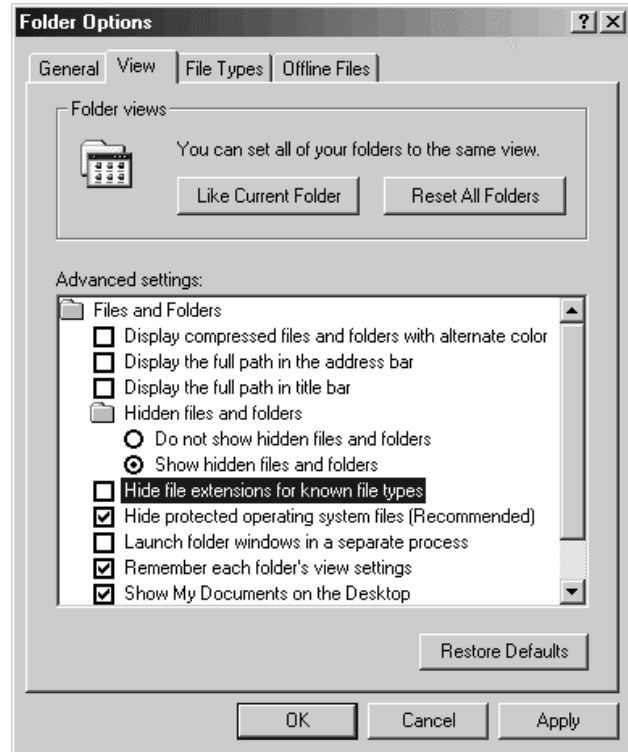 Folder Options
General View File Types Offline Files
Folder views
You can set all of your folders to the same view.
Like Current Folder Reset All Folders
Advanced settings:
Files and Folders
Display compressed files and folders with alternate color
Display the full path in the address bar
Display the full path in title bar
Hidden files and folders
Do not show hidden files and folders
Show hidden files and folders
Hide file extensions for known file types
Hide protected operating system files (Recommended)
Launch folder windows in a separate process
Remember each folder's view settings
Show My Documents on the Desktop
Restore Defaults
OK Cancel Apply